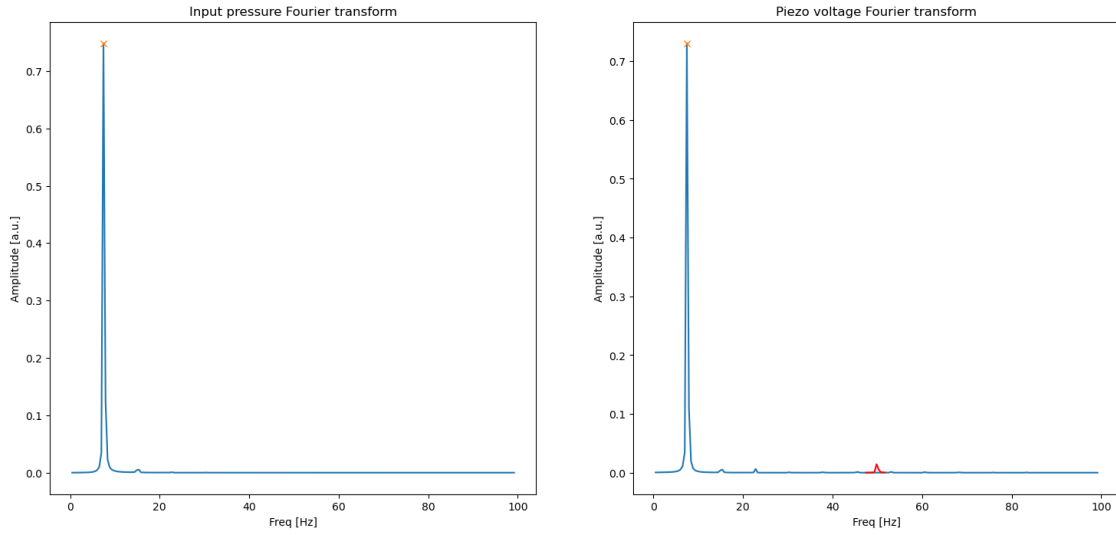 Input pressure Fourier transform
0.7
0.6
0.5
0.4
0.3
0.2
0.1
0.0
Amplitude [a.u.]
0 20 40 60 80 100
Freq [Hz]
Piezo voltage Fourier transform
0.7
0.6
0.5
0.4
0.3
0.2
0.1
0.0
Amplitude [a.u.]
0 20 40 60 80 100
Freq [Hz]